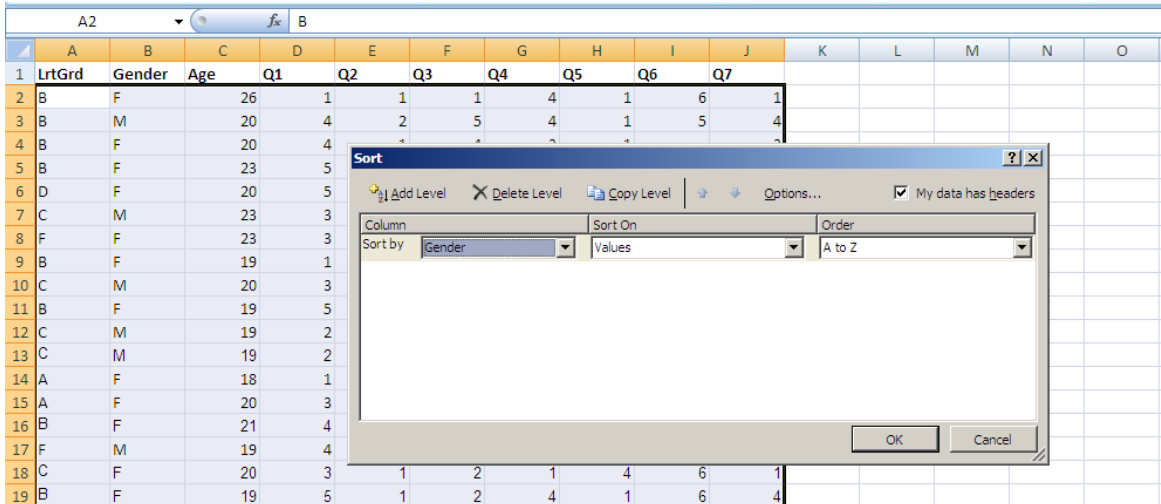 A2 fx B
A B C D E F G H I J K L M N O
1 LrtGrd Gender Age Q1 Q2 Q3 Q4 Q5 Q6 Q7
2 B F 26 1 1 1 4 1 6 1
3 B M 20 4 2 5 4 1 5 4
4 B F 20 4
Sort ?
5 B F 23 5
6 D F 20 5
Add Level Delete Level Copy Level Options... My data has headers
7 C M 23 3
Column Sort On Order
8 F F 23 3
Sort by Gender Values A to Z
9 B F 19 1
10 C M 20 3
11 B F 19 5
12 C M 19 2
13 C M 19 2
14 A F 18 1
15 A F 20 3
16 B F 21 4
17 F M 19 4
OK Cancel
18 C F 20 3 1 2 1 4 6 1
19 B F 19 5 1 2 4 1 6 4